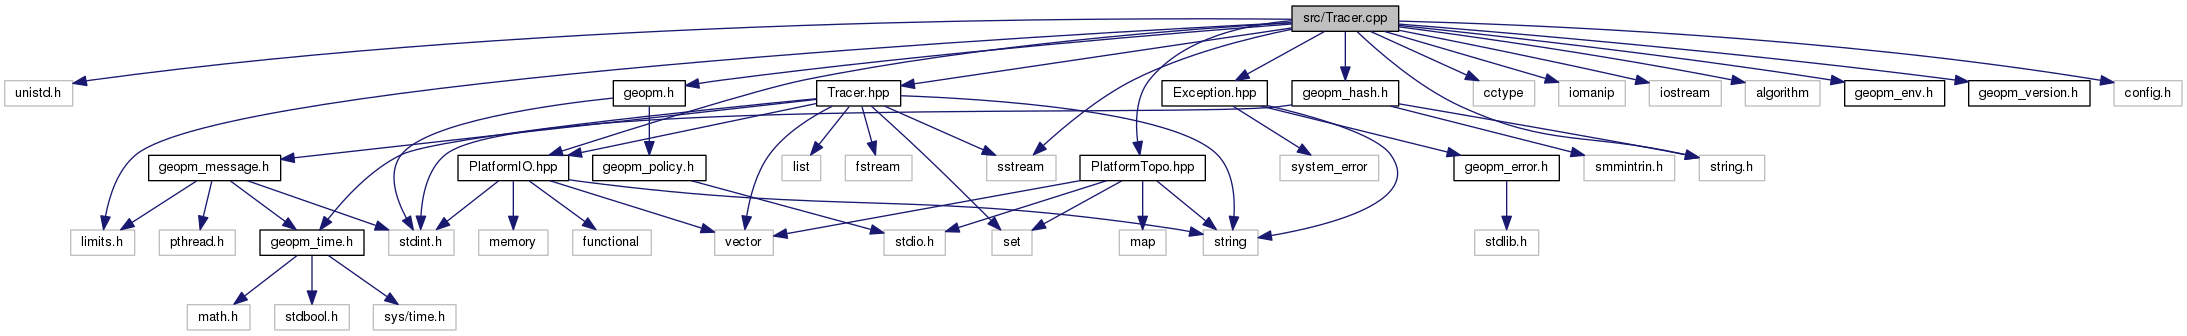 src/Tracer.cpp
unistd.h
geopm.h
Tracer.hpp
Exception.hpp
geopm_hash.h
cctype
iomanip
iostream
algorithm
geopm_env.h
geopm_version.h
config.h
geopm_message.h
PlatformIO.hpp
geopm_policy.h
list
fstream
sstream
PlatformTopo.hpp
system_error
geopm_error.h
smmintrin.h
string.h
limits.h
pthread.h
geopm_time.h
stdint.h
memory
functional
vector
stdio.h
set
map
string
stdlib.h
math.h
stdbool.h
sys/time.h